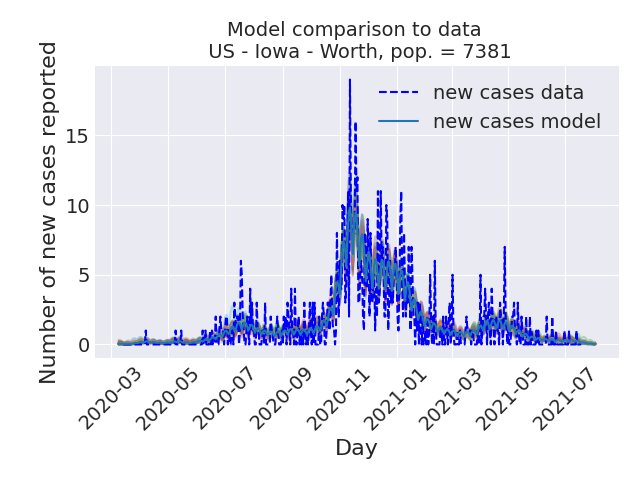 Model comparison to data
US - Iowa - Worth, pop. = 7381
new cases data
new cases model
Number of new cases reported
15
10
5
0
2020-03
2020-05
2020-07
2020-09
2020-11
2021-01
2021-03
2021-05
2021-07
Day